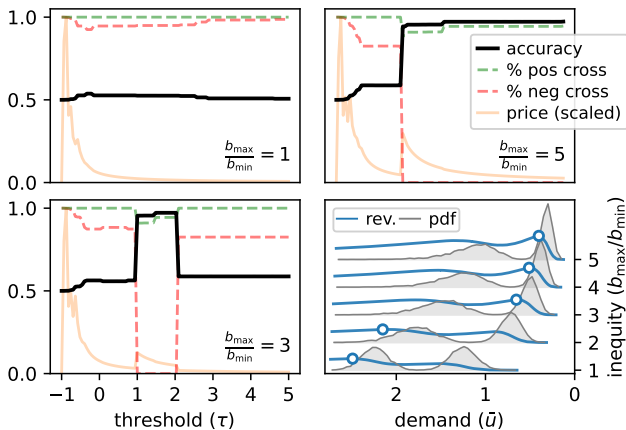 1.0
0.5
0.0
b_max/b_min = 1
accuracy
% pos cross
% neg cross
price (scaled)
b_max/b_min = 5
1.0
0.5
0.0
b_max/b_min = 3
−1 0 1 2 3 4 5
threshold (τ)
rev. pdf
5
4
3
2
1
inequity (b_max/b_min)
2 1 0
demand (ū)